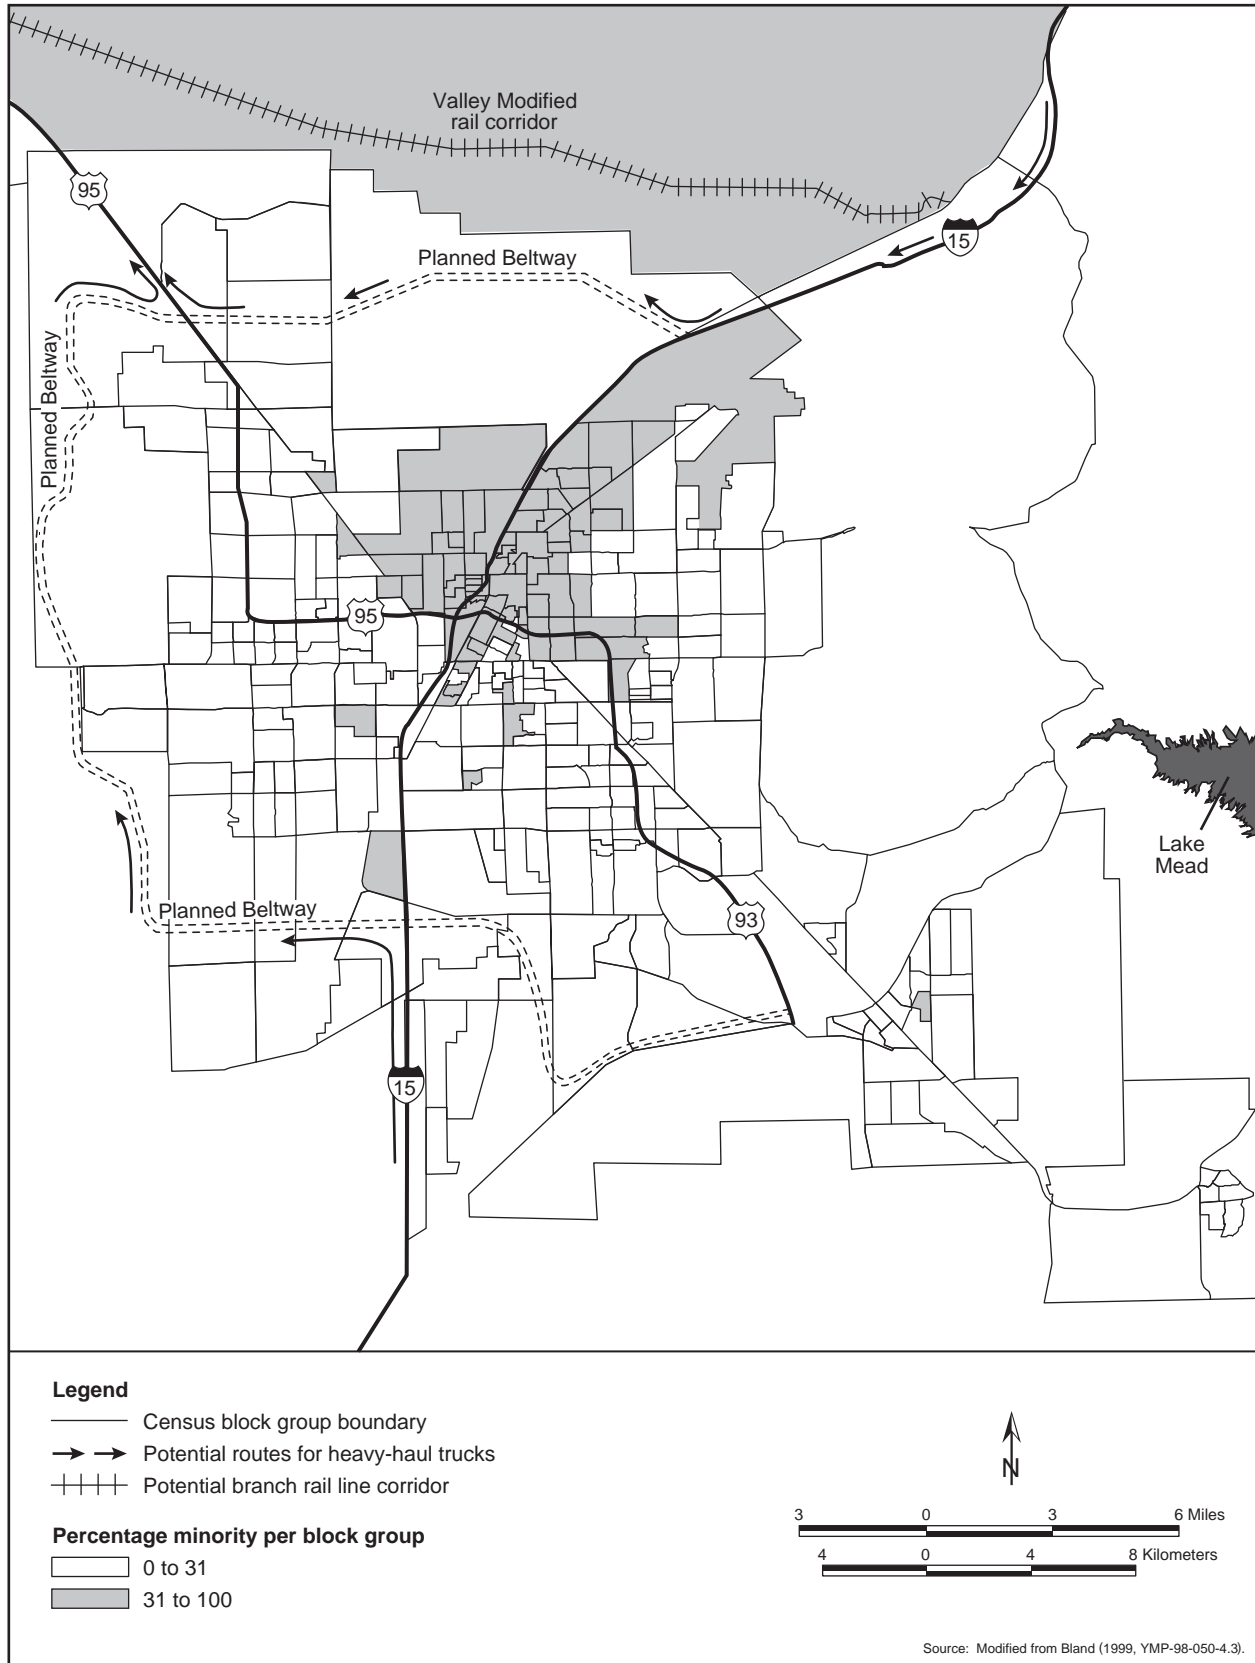 Valley Modified
rail corridor
95
15
Planned Beltway
Planned Beltway
95
Lake
Mead
Planned Beltway
93
15
Legend
Census block group boundary
Potential routes for heavy-haul trucks
Potential branch rail line corridor
Percentage minority per block group
0 to 31
31 to 100
N
3 0 3 6 Miles
4 0 4 8 Kilometers
Source: Modified from Bland (1999, YMP-98-050-4.3).